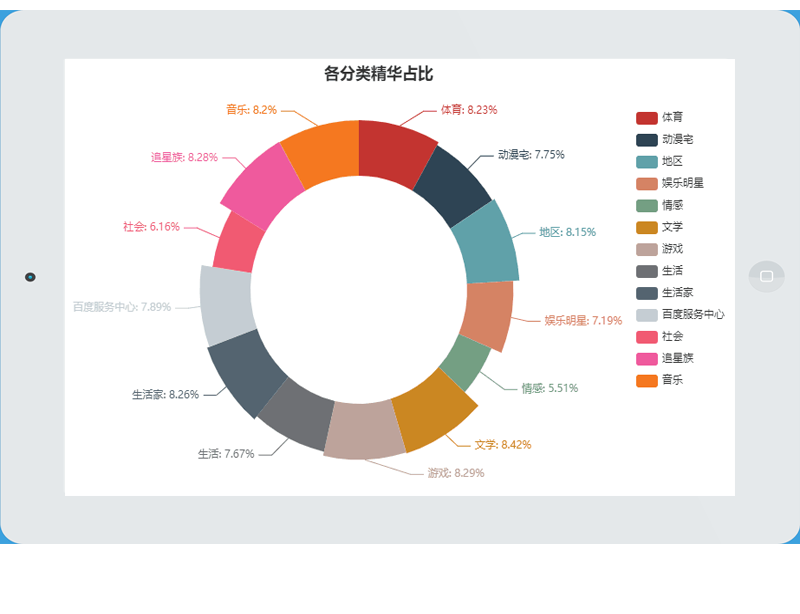 各分类精华占比
音乐: 8.2%
体育: 8.23%
追星族: 8.28%
动漫宅: 7.75%
社会: 6.16%
地区: 8.15%
百度服务中心: 7.89%
娱乐明星: 7.19%
生活家: 8.26%
情感: 5.51%
生活: 7.67%
文学: 8.42%
游戏: 8.29%
体育
动漫宅
地区
娱乐明星
情感
文学
游戏
生活
生活家
百度服务中心
社会
追星族
音乐